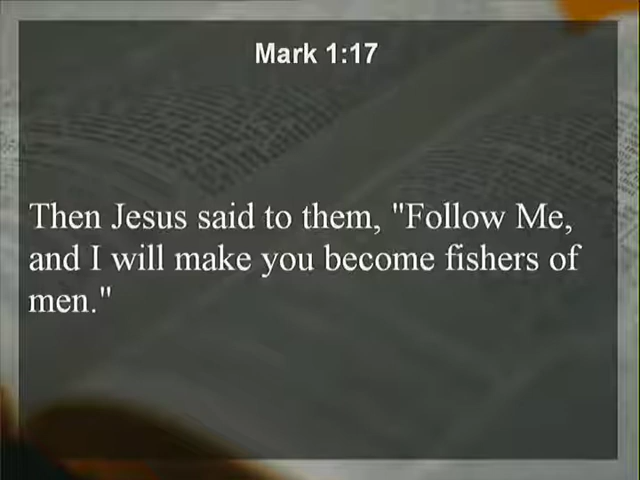 Mark 1:17
Then Jesus said to them, "Follow Me,
and I will make you become fishers of
men."